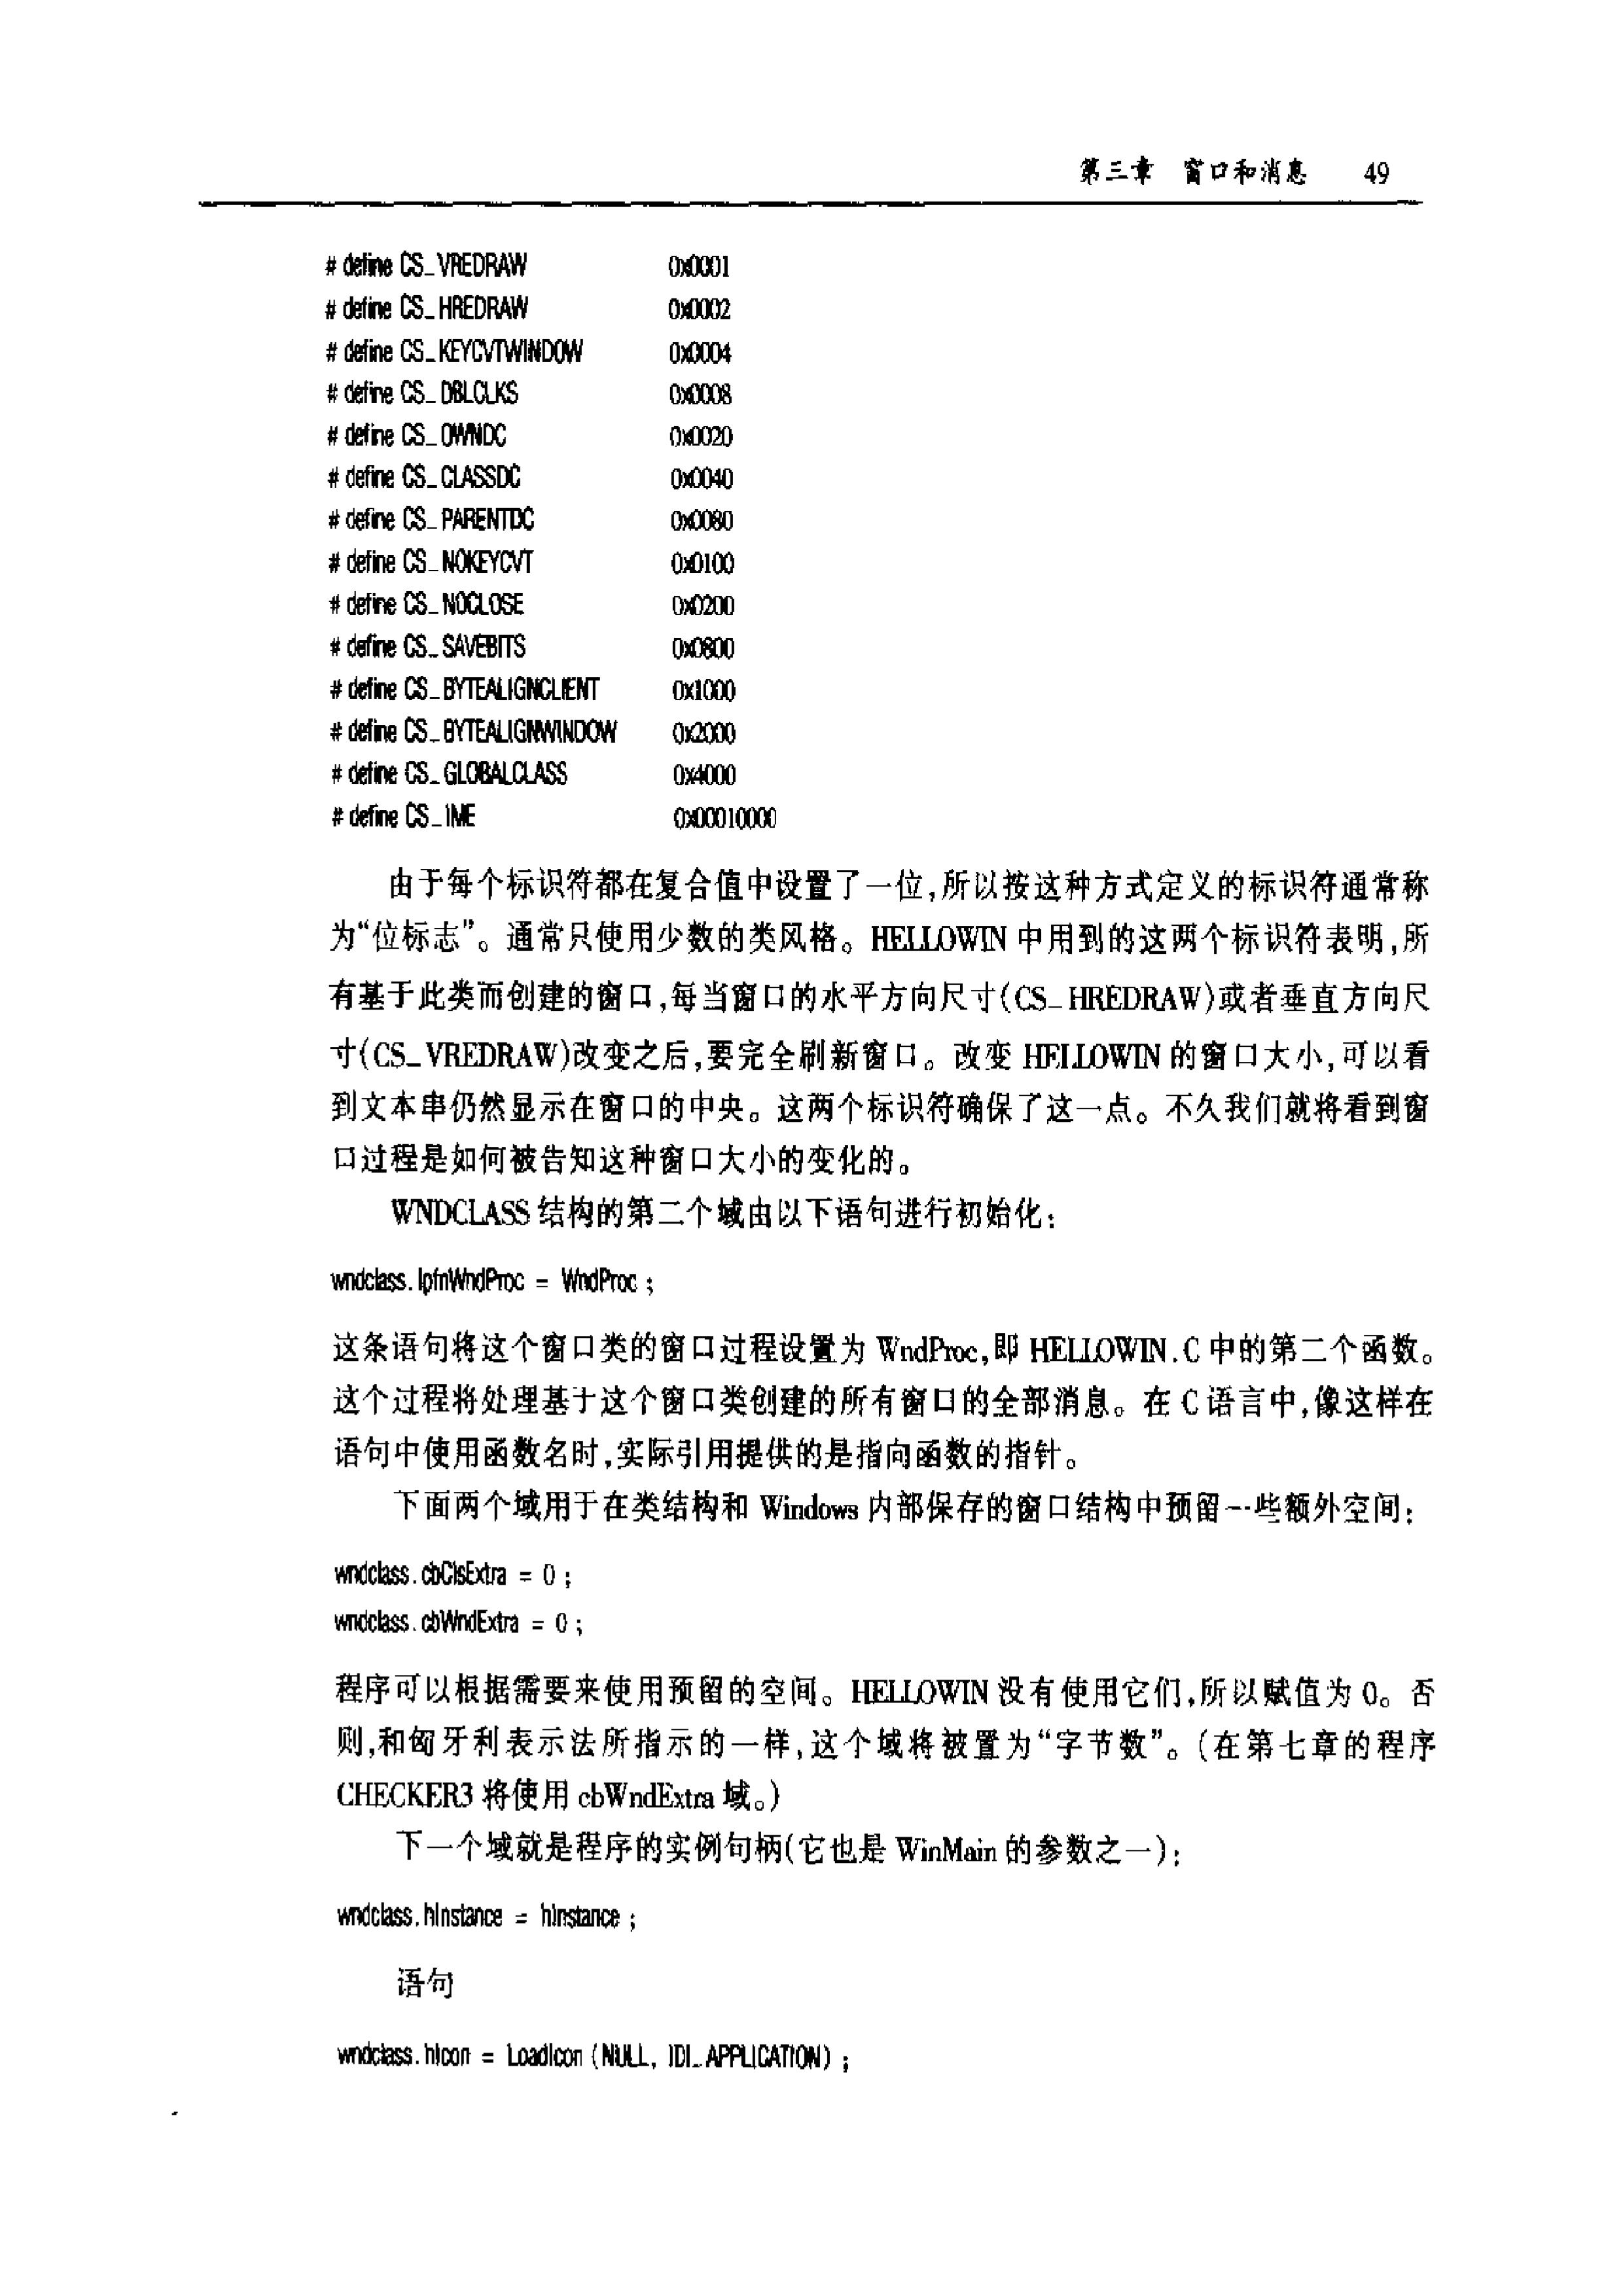 第三章 窗口和消息 49
# define CS_VREDRAW 0x0001
# define CS_HREDRAW 0x0002
# define CS_KEYCVTWINDOW 0x0004
# define CS_DBLCLKS 0x0008
# define CS_OWNDC 0x0020
# define CS_CLASSDC 0x0040
# define CS_PARENTDC 0x0080
# define CS_NOKEYCVT 0x0100
# define CS_NOCLOSE 0x0200
# define CS_SAVEBITS 0x0800
# define CS_BYTEALIGNCLIENT 0x1000
# define CS_BYTEALIGNWINDOW 0x2000
# define CS_GLOBALCLASS 0x4000
# define CS_IME 0x00010000
由于每个标识符都在复合值中设置了一位,所以按这种方式定义的标识符通常称
为“位标志”。通常只使用少数的类风格。HELLOWIN 中用到的这两个标识符表明,所
有基于此类而创建的窗口,每当窗口的水平方向尺寸(CS_HREDRAW)或者垂直方向尺
寸(CS_VREDRAW)改变之后,要完全刷新窗口。改变 HELLOWIN 的窗口大小,可以看
到文本串仍然显示在窗口的中央。这两个标识符确保了这一点。不久我们就将看到窗
口过程是如何被告知这种窗口大小的变化的。
WNDCLASS 结构的第二个域由以下语句进行初始化:
wndclass.lpfnWndProc = WndProc ;
这条语句将这个窗口类的窗口过程设置为 WndProc,即 HELLOWIN.C 中的第二个函数。
这个过程将处理基于这个窗口类创建的所有窗口的全部消息。在 C 语言中,像这样在
语句中使用函数名时,实际引用提供的是指向函数的指针。
下面两个域用于在类结构和 Windows 内部保存的窗口结构中预留一些额外空间:
wndclass.cbClsExtra = 0 ;
wndclass.cbWndExtra = 0 ;
程序可以根据需要来使用预留的空间。HELLOWIN 没有使用它们,所以赋值为 0。否
则,和匈牙利表示法所指示的一样,这个域将被置为“字节数”。(在第七章的程序
CHECKER3 将使用 cbWndExtra 域。)
下一个域就是程序的实例句柄(它也是 WinMain 的参数之一):
wndclass.hInstance = hInstance ;
语句
wndclass.hIcon = LoadIcon (NULL, IDI_APPLICATION) ;